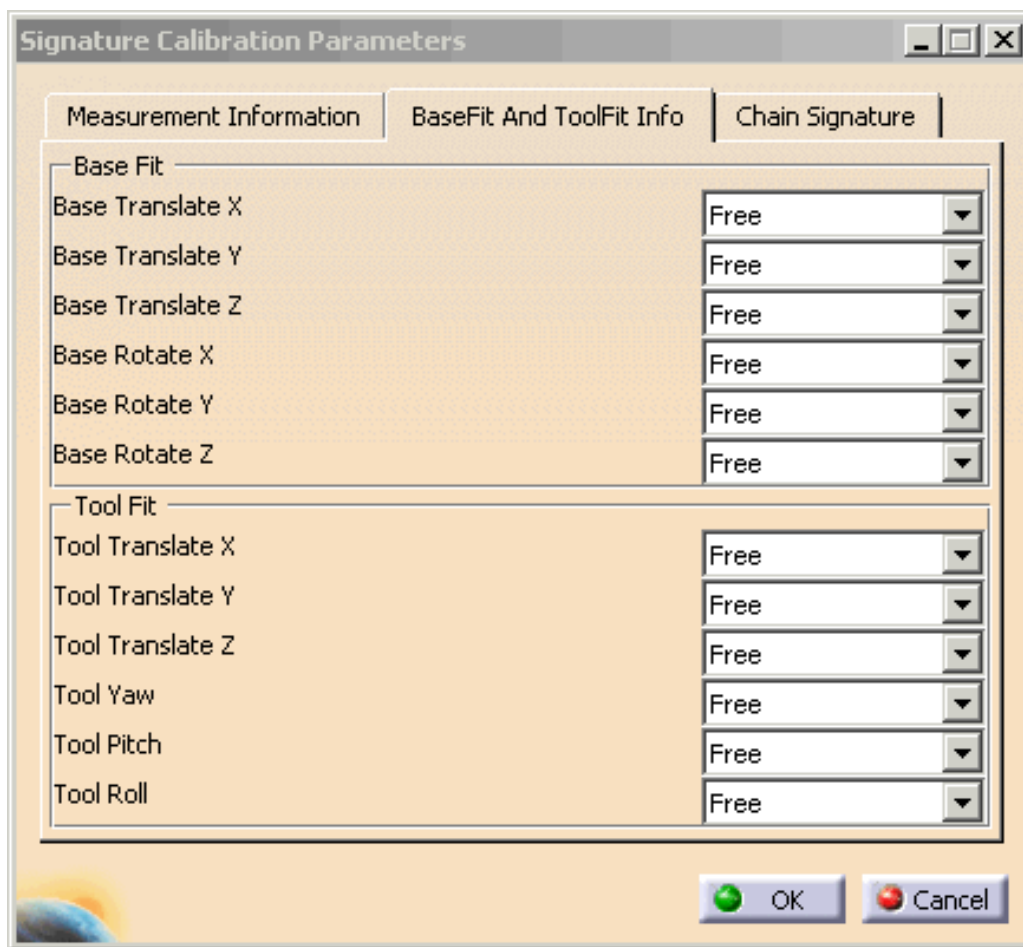 Signature Calibration Parameters
Measurement Information BaseFit And ToolFit Info Chain Signature
Base Fit
Base Translate X Free
Base Translate Y Free
Base Translate Z Free
Base Rotate X Free
Base Rotate Y Free
Base Rotate Z Free
Tool Fit
Tool Translate X Free
Tool Translate Y Free
Tool Translate Z Free
Tool Yaw Free
Tool Pitch Free
Tool Roll Free
OK Cancel